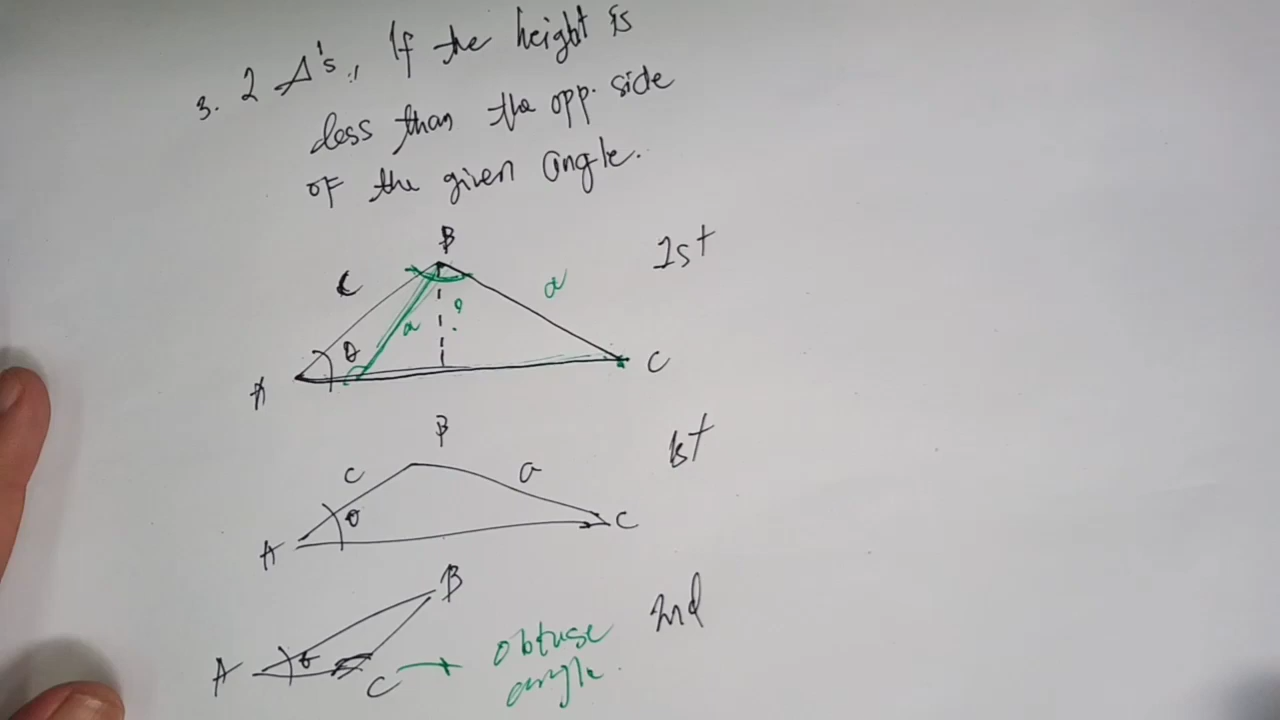 3. 2 Δ's, If the height is
less than the opp. side
of the given angle.
B
1st
c
a
a
?
θ
A
C
B
1st
c
a
θ
A
C
B
2nd
A
θ
C → obtuse
angle.